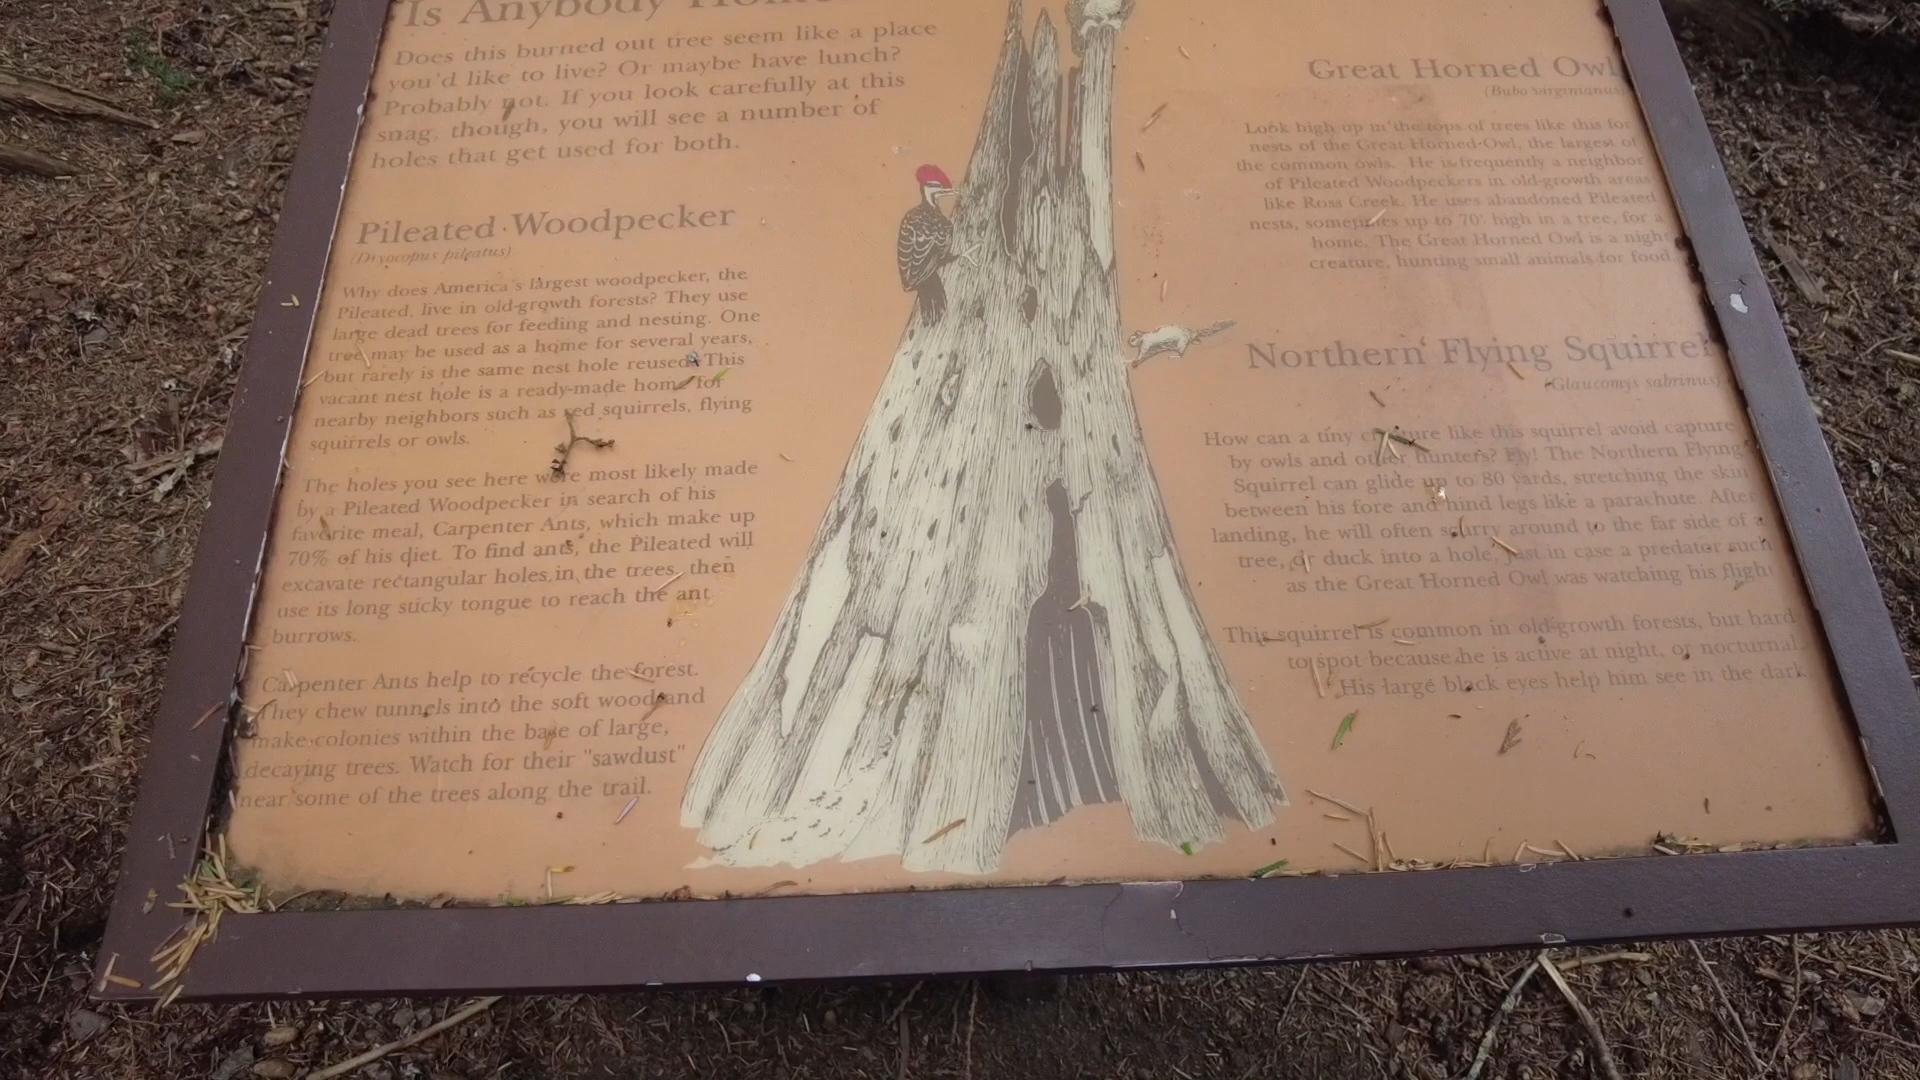 Is Anybody Home?
Does this burned out tree seem like a place
you'd like to live? Or maybe have lunch?
Probably not. If you look carefully at this
snag, though, you will see a number of
holes that get used for both.
Pileated Woodpecker
(Dryocopus pileatus)
Why does America's largest woodpecker, the
Pileated, live in old-growth forests? They use
large dead trees for feeding and nesting. One
tree may be used as a home for several years,
but rarely is the same nest hole reused. This
vacant nest hole is a ready-made home for
nearby neighbors such as red squirrels, flying
squirrels or owls.
The holes you see here were most likely made
by a Pileated Woodpecker in search of his
favorite meal, Carpenter Ants, which make up
70% of his diet. To find ants, the Pileated will
excavate rectangular holes in the trees, then
use its long sticky tongue to reach the ant
burrows.
Carpenter Ants help to recycle the forest.
They chew tunnels into the soft wood and
make colonies within the base of large,
decaying trees. Watch for their "sawdust"
near some of the trees along the trail.
Great Horned Owl
(Bubo virginianus)
Look high up in the tops of trees like this for
nests of the Great Horned Owl, the largest of
the common owls. He is frequently a neighbor
of Pileated Woodpeckers in old-growth areas
like Ross Creek. He uses abandoned Pileated
nests, sometimes up to 70' high in a tree, for a
home. The Great Horned Owl is a night
creature, hunting small animals for food.
Northern Flying Squirrel
(Glaucomys sabrinus)
How can a tiny creature like this squirrel avoid capture
by owls and other hunters? Fly! The Northern Flying
Squirrel can glide up to 80 yards, stretching the skin
between his fore and hind legs like a parachute. After
landing, he will often scurry around to the far side of a
tree, or duck into a hole, just in case a predator such
as the Great Horned Owl was watching his flight.
This squirrel is common in old-growth forests, but hard
to spot because he is active at night, or nocturnal.
His large black eyes help him see in the dark.